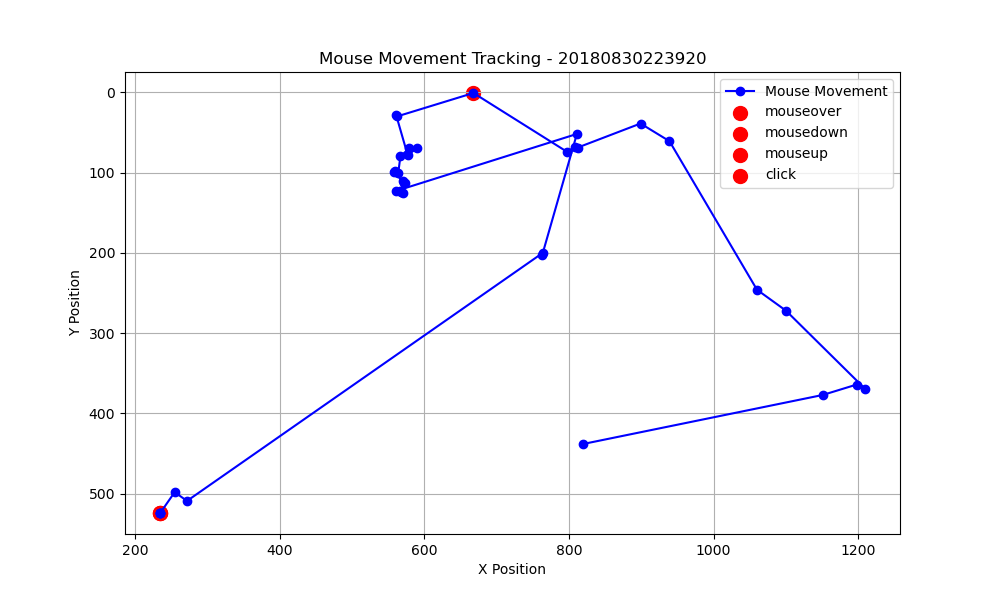 Mouse Movement Tracking - 20180830223920
Mouse Movement
mouseover
mousedown
mouseup
click
0
100
200
300
400
500
Y Position
200
400
600
800
1000
1200
X Position